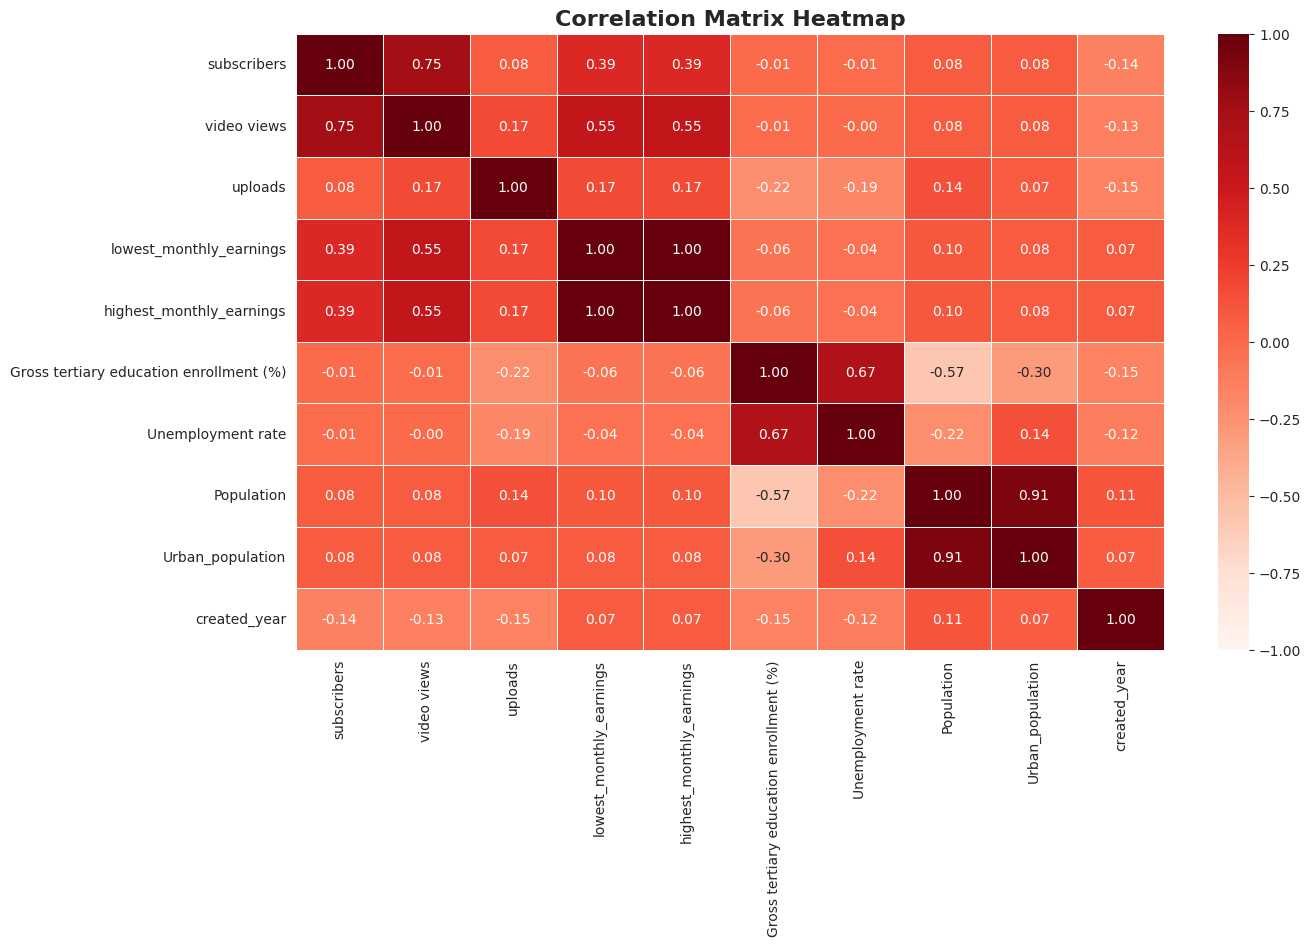 Correlation Matrix Heatmap
subscribers 1.00 0.75 0.08 0.39 0.39 -0.01 -0.01 0.08 0.08 -0.14
video views 0.75 1.00 0.17 0.55 0.55 -0.01 -0.00 0.08 0.08 -0.13
uploads 0.08 0.17 1.00 0.17 0.17 -0.22 -0.19 0.14 0.07 -0.15
lowest_monthly_earnings 0.39 0.55 0.17 1.00 1.00 -0.06 -0.04 0.10 0.08 0.07
highest_monthly_earnings 0.39 0.55 0.17 1.00 1.00 -0.06 -0.04 0.10 0.08 0.07
Gross tertiary education enrollment (%) -0.01 -0.01 -0.22 -0.06 -0.06 1.00 0.67 -0.57 -0.30 -0.15
Unemployment rate -0.01 -0.00 -0.19 -0.04 -0.04 0.67 1.00 -0.22 0.14 -0.12
Population 0.08 0.08 0.14 0.10 0.10 -0.57 -0.22 1.00 0.91 0.11
Urban_population 0.08 0.08 0.07 0.08 0.08 -0.30 0.14 0.91 1.00 0.07
created_year -0.14 -0.13 -0.15 0.07 0.07 -0.15 -0.12 0.11 0.07 1.00
subscribers
video views
uploads
lowest_monthly_earnings
highest_monthly_earnings
Gross tertiary education enrollment (%)
Unemployment rate
Population
Urban_population
created_year
1.00
0.75
0.50
0.25
0.00
−0.25
−0.50
−0.75
−1.00